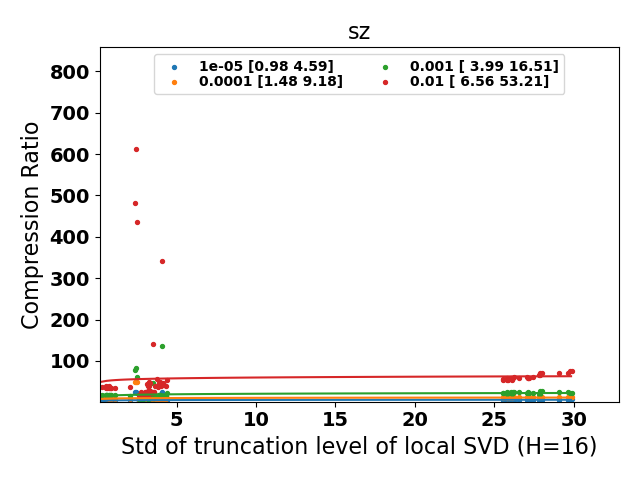 sz
1e-05 [0.98 4.59]
0.0001 [1.48 9.18]
0.001 [ 3.99 16.51]
0.01 [ 6.56 53.21]
Compression Ratio
800
700
600
500
400
300
200
100
5 10 15 20 25 30
Std of truncation level of local SVD (H=16)